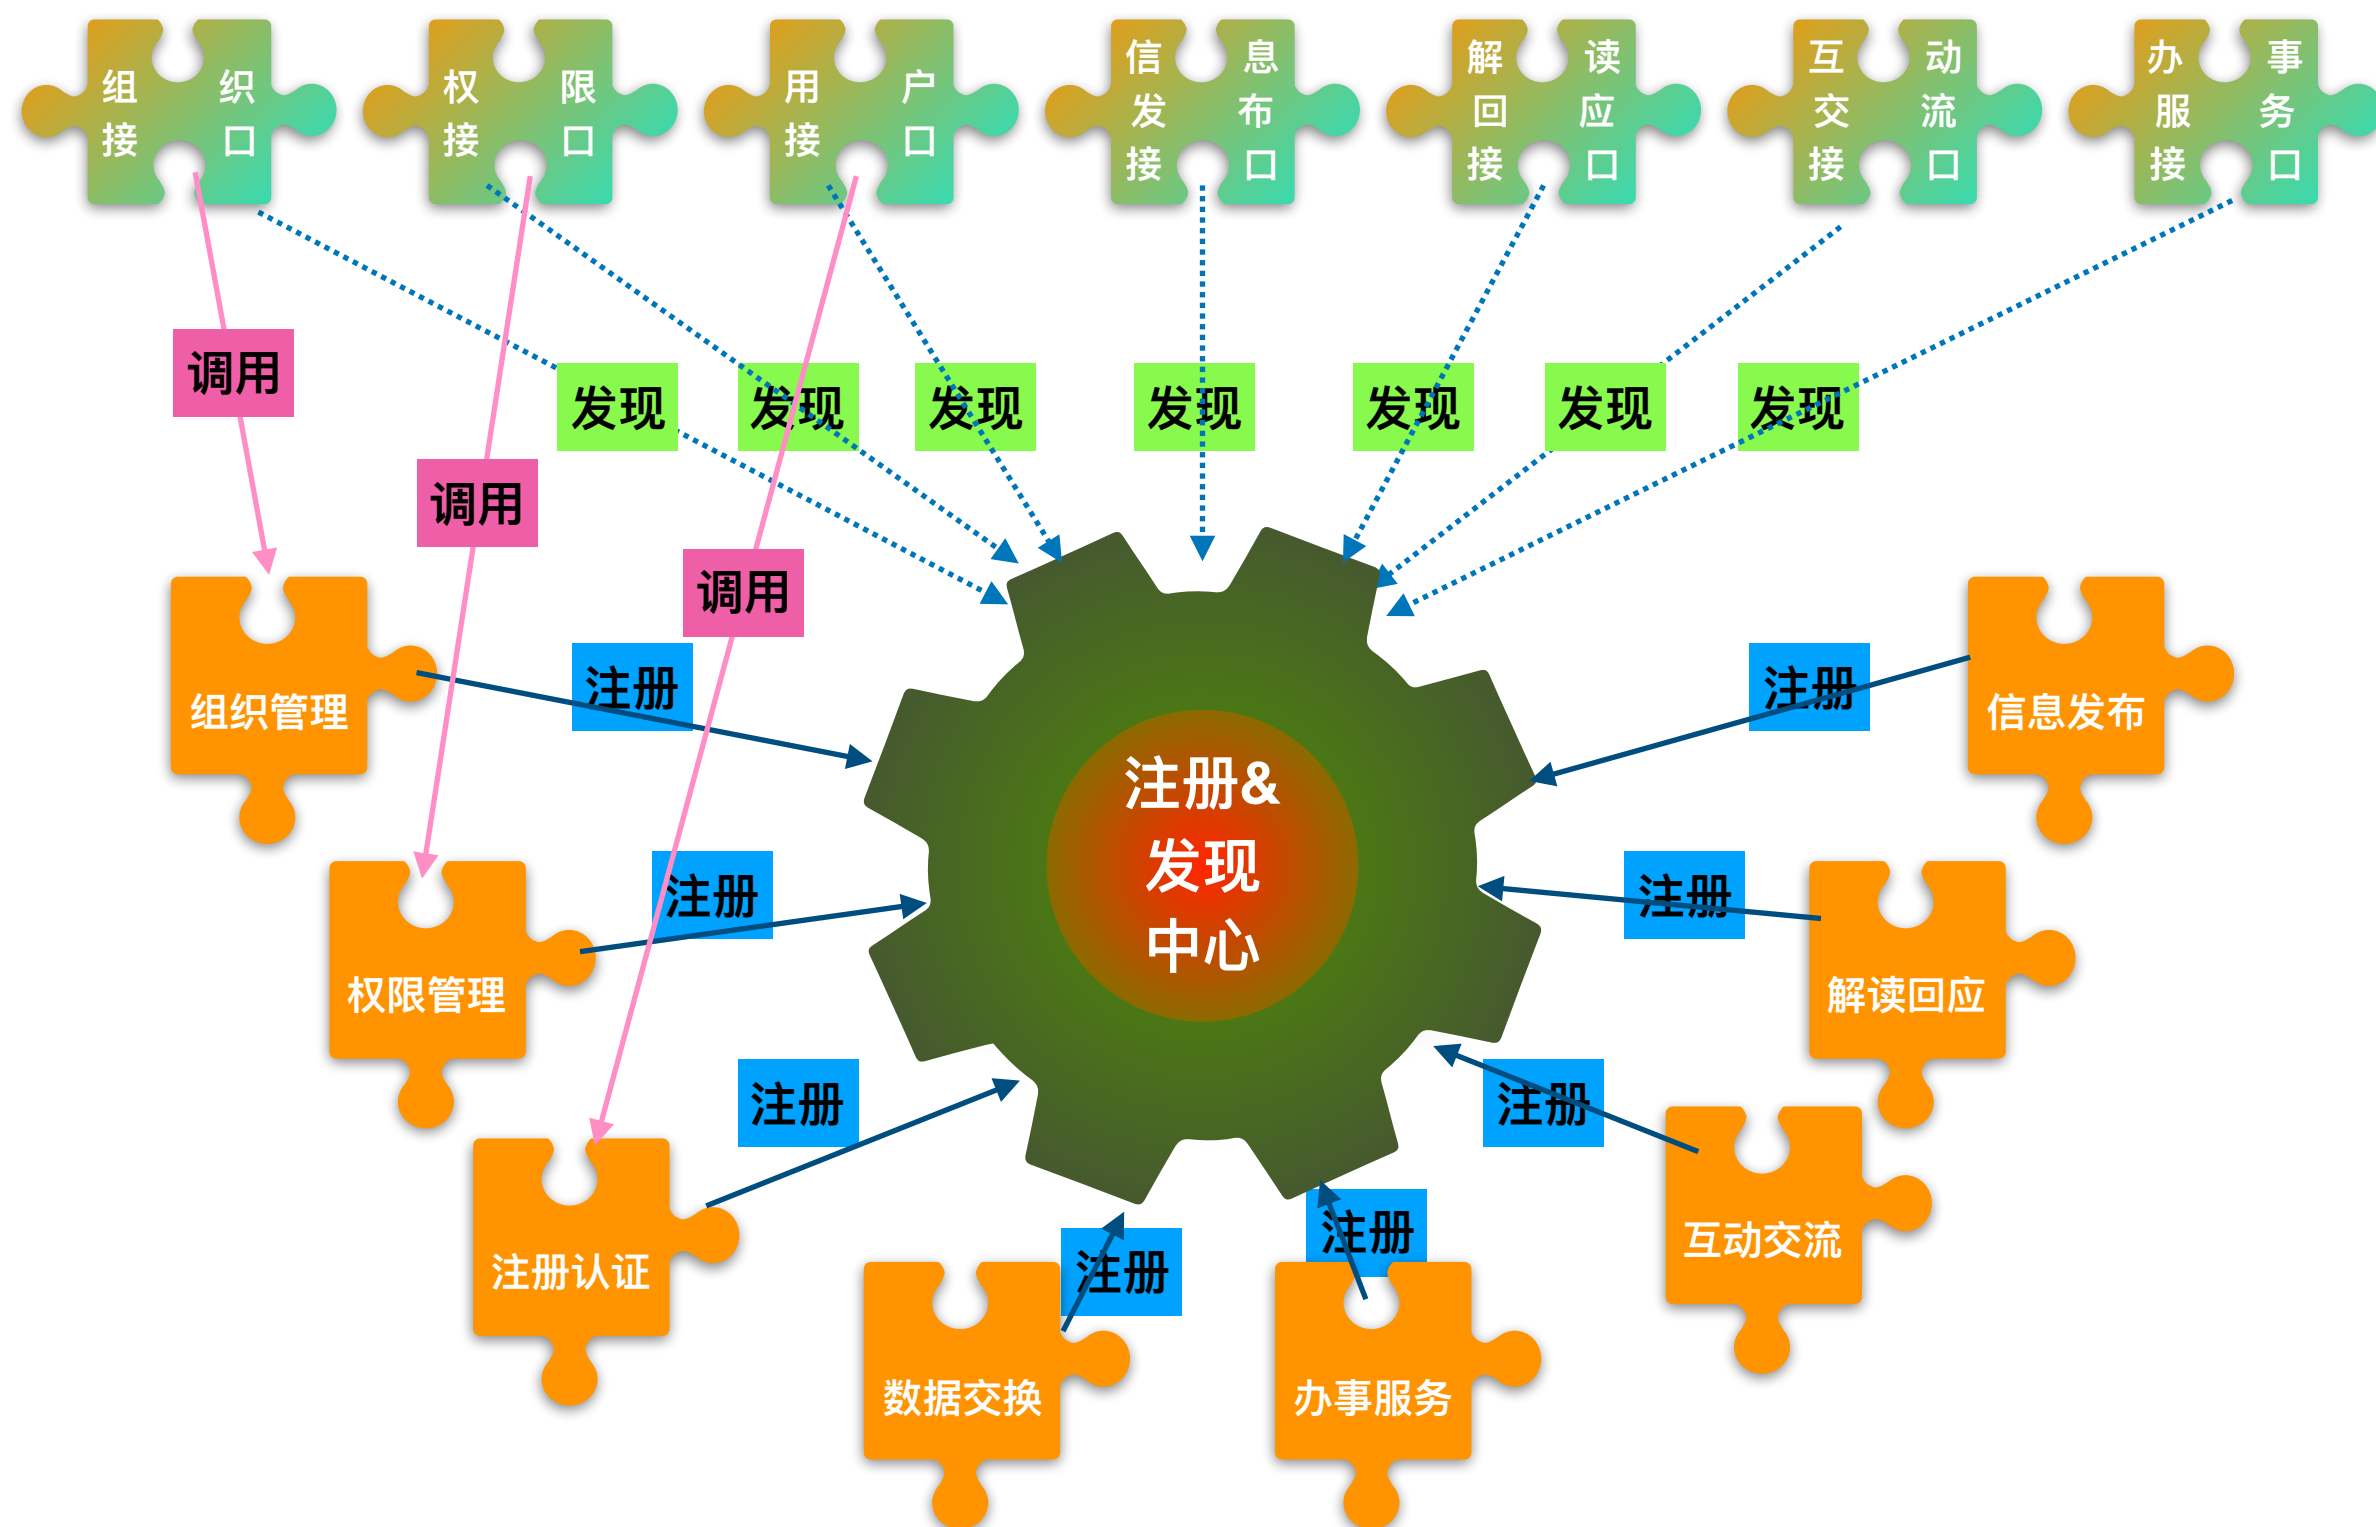 组 织
接 口
权 限
接 口
用 户
接 口
信 息
发 布
接 口
解 读
回 应
接 口
互 动
交 流
接 口
办 事
服 务
接 口
调用
发现
发现
发现
发现
发现
发现
发现
调用
调用
注册
注册
组织管理
信息发布
注册&
发现
中心
注册
注册
权限管理
解读回应
注册
注册
注册认证
互动交流
注册
注册
数据交换
办事服务